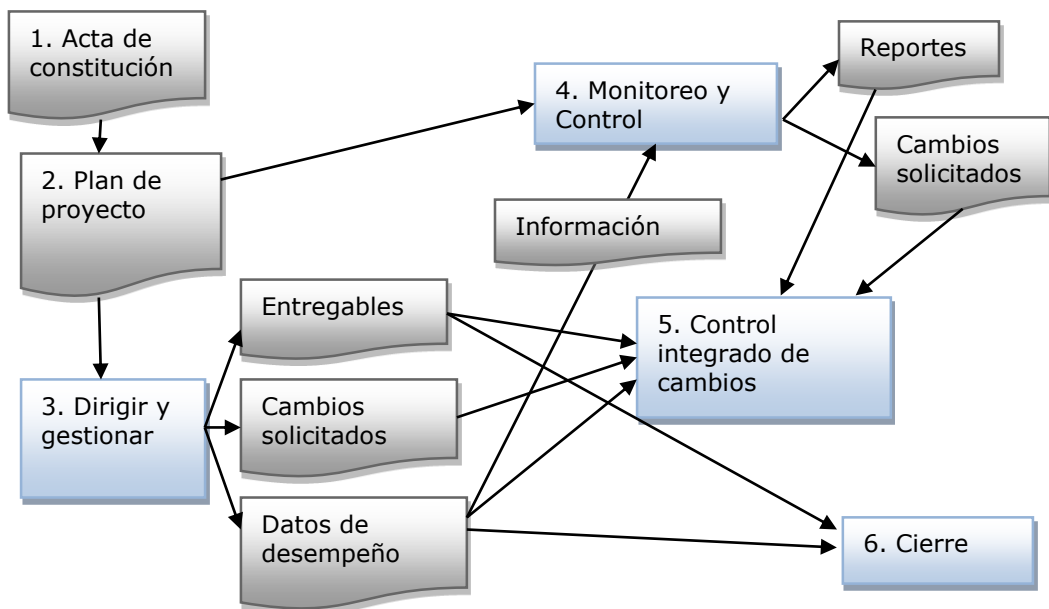 1. Acta de
constitución
2. Plan de
proyecto
3. Dirigir y
gestionar
Entregables
Cambios
solicitados
Datos de
desempeño
Información
4. Monitoreo y
Control
Reportes
Cambios
solicitados
5. Control
integrado de
cambios
6. Cierre